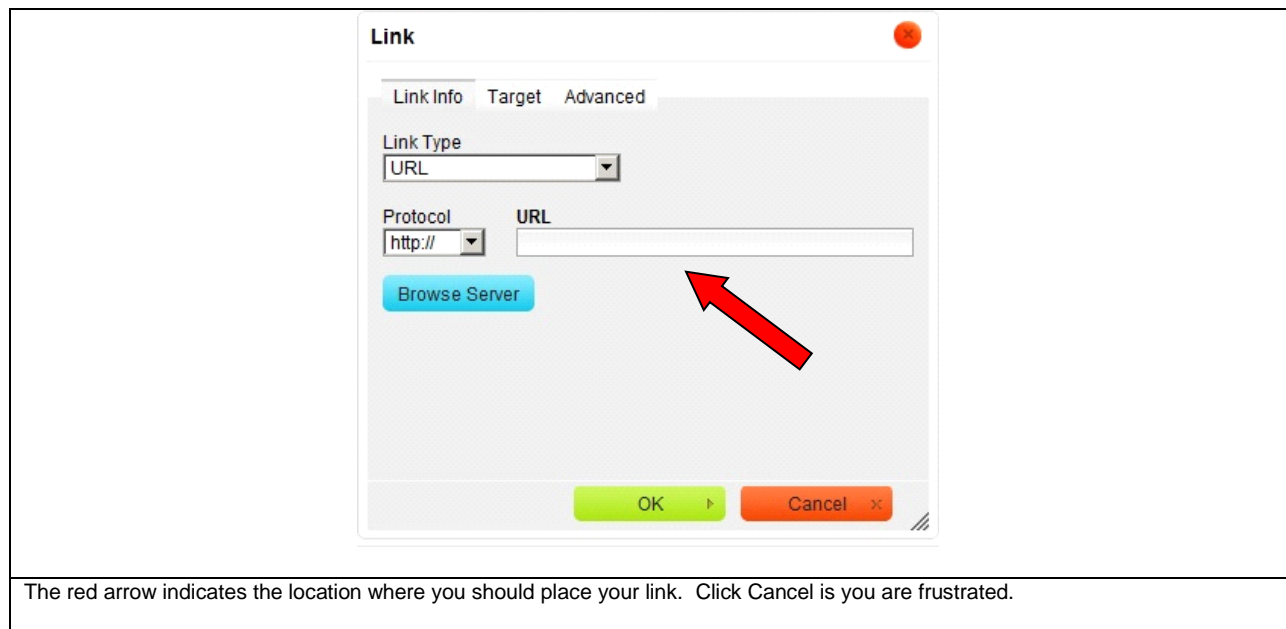 Link
Link Info Target Advanced
Link Type
URL
Protocol URL
http://
Browse Server
OK Cancel
The red arrow indicates the location where you should place your link. Click Cancel is you are frustrated.